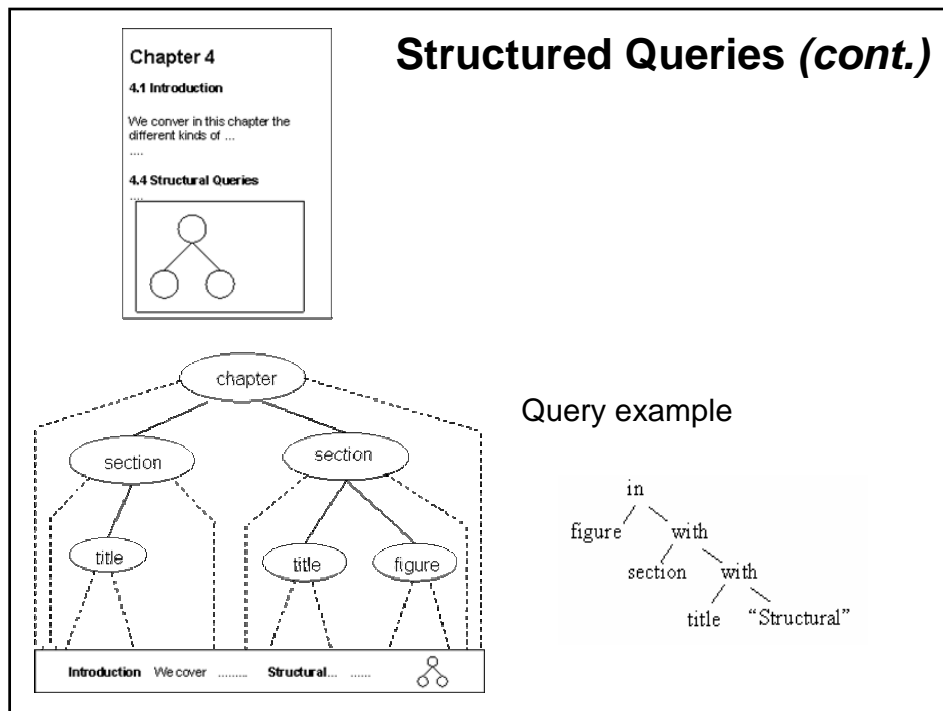 Structured Queries (cont.)
Chapter 4
4.1 Introduction
We conver in this chapter the
different kinds of ...
....
4.4 Structural Queries
....
chapter
section
section
title
title
figure
Introduction We cover ......... Structural... ......
Query example
in
figure with
section with
title “Structural”